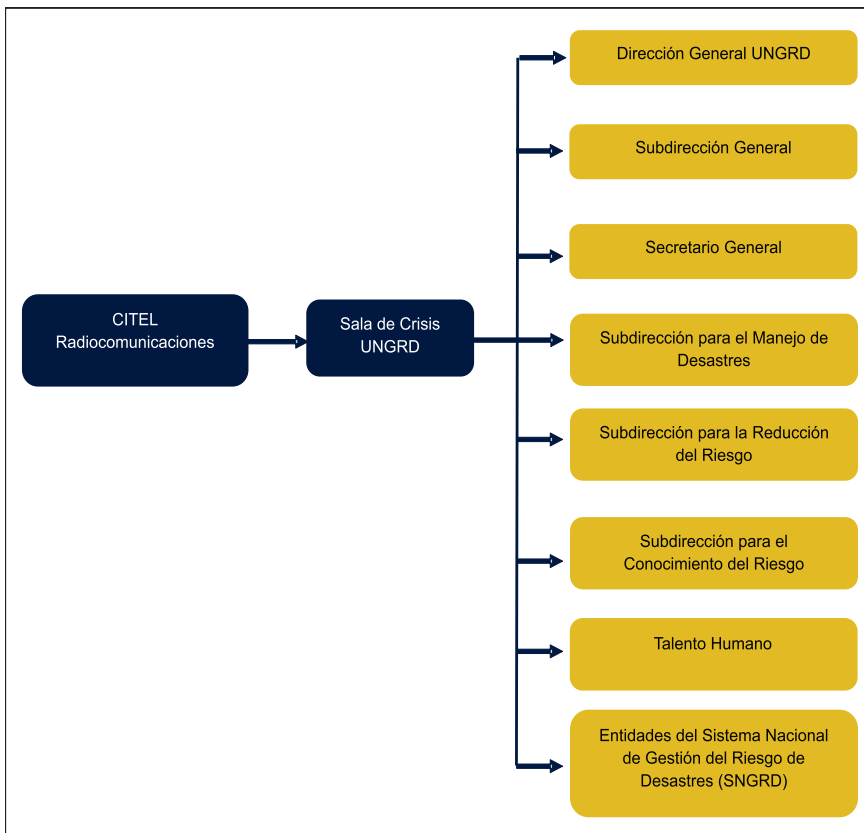 CITEL
Radiocomunicaciones
Sala de Crisis
UNGRD
Dirección General UNGRD
Subdirección General
Secretario General
Subdirección para el Manejo de
Desastres
Subdirección para la Reducción
del Riesgo
Subdirección para el
Conocimiento del Riesgo
Talento Humano
Entidades del Sistema Nacional
de Gestión del Riesgo de
Desastres (SNGRD)